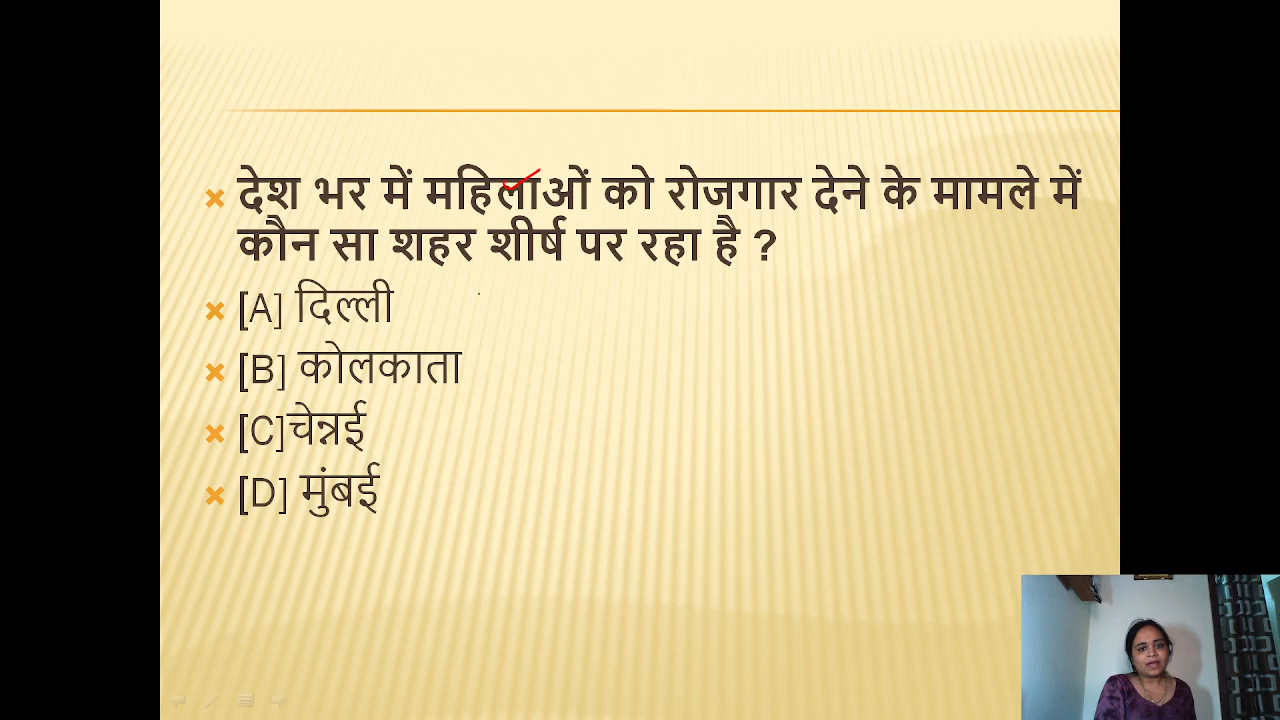 देश भर में महिलाओं को रोजगार देने के मामले में
कौन सा शहर शीर्ष पर रहा है ?
[A] दिल्ली
[B] कोलकाता
[C]चेन्नई
[D] मुंबई